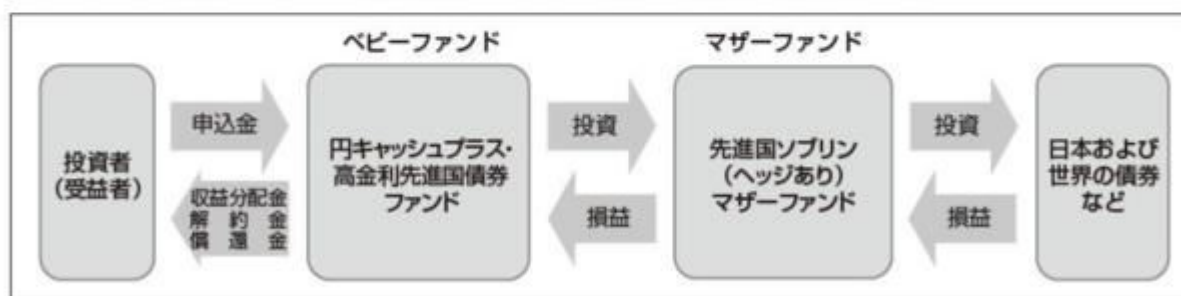 ベビーファンド
マザーファンド
投資者
(受益者)
申込金
収益分配金
解約金
償還金
円キャッシュプラス・
高金利先進国債券
ファンド
投資
損益
先進国ソブリン
(ヘッジあり)
マザーファンド
投資
損益
日本および
世界の債券
など